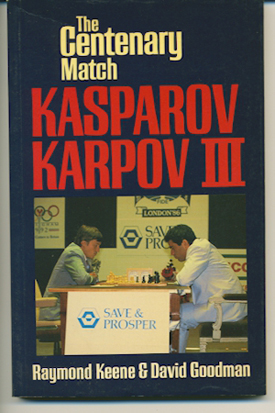 The
Centenary
Match
KASPAROV
KARPOV III
LONDON'86
SAVE &
PROSPER
SAVE &
PROSPER
Raymond Keene & David Goodman